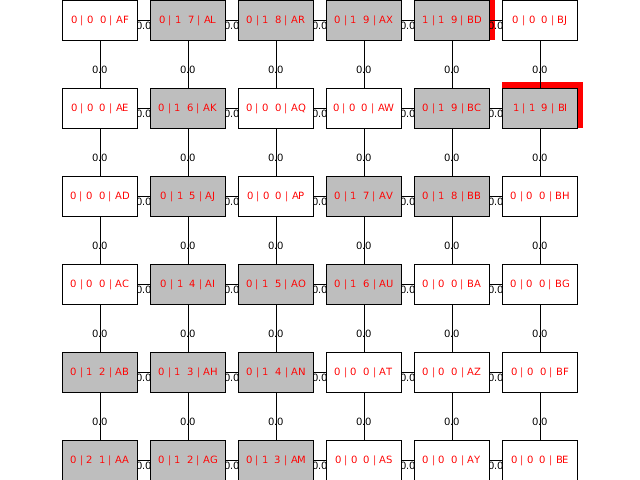 0 | 0 0 | AF 0.0 0 | 1 7 | AL 0.0 0 | 1 8 | AR 0.0 0 | 1 9 | AX 0.0 1 | 1 9 | BD 0.0 0 | 0 0 | BJ
0.0 0.0 0.0 0.0 0.0 0.0
0 | 0 0 | AE 0.0 0 | 1 6 | AK 0.0 0 | 0 0 | AQ 0.0 0 | 0 0 | AW 0.0 0 | 1 9 | BC 0.0 1 | 1 9 | BI
0.0 0.0 0.0 0.0 0.0 0.0
0 | 0 0 | AD 0.0 0 | 1 5 | AJ 0.0 0 | 0 0 | AP 0.0 0 | 1 7 | AV 0.0 0 | 1 8 | BB 0.0 0 | 0 0 | BH
0.0 0.0 0.0 0.0 0.0 0.0
0 | 0 0 | AC 0.0 0 | 1 4 | AI 0.0 0 | 1 5 | AO 0.0 0 | 1 6 | AU 0.0 0 | 0 0 | BA 0.0 0 | 0 0 | BG
0.0 0.0 0.0 0.0 0.0 0.0
0 | 1 2 | AB 0.0 0 | 1 3 | AH 0.0 0 | 1 4 | AN 0.0 0 | 0 0 | AT 0.0 0 | 0 0 | AZ 0.0 0 | 0 0 | BF
0.0 0.0 0.0 0.0 0.0 0.0
0 | 2 1 | AA 0.0 0 | 1 2 | AG 0.0 0 | 1 3 | AM 0.0 0 | 0 0 | AS 0.0 0 | 0 0 | AY 0.0 0 | 0 0 | BE